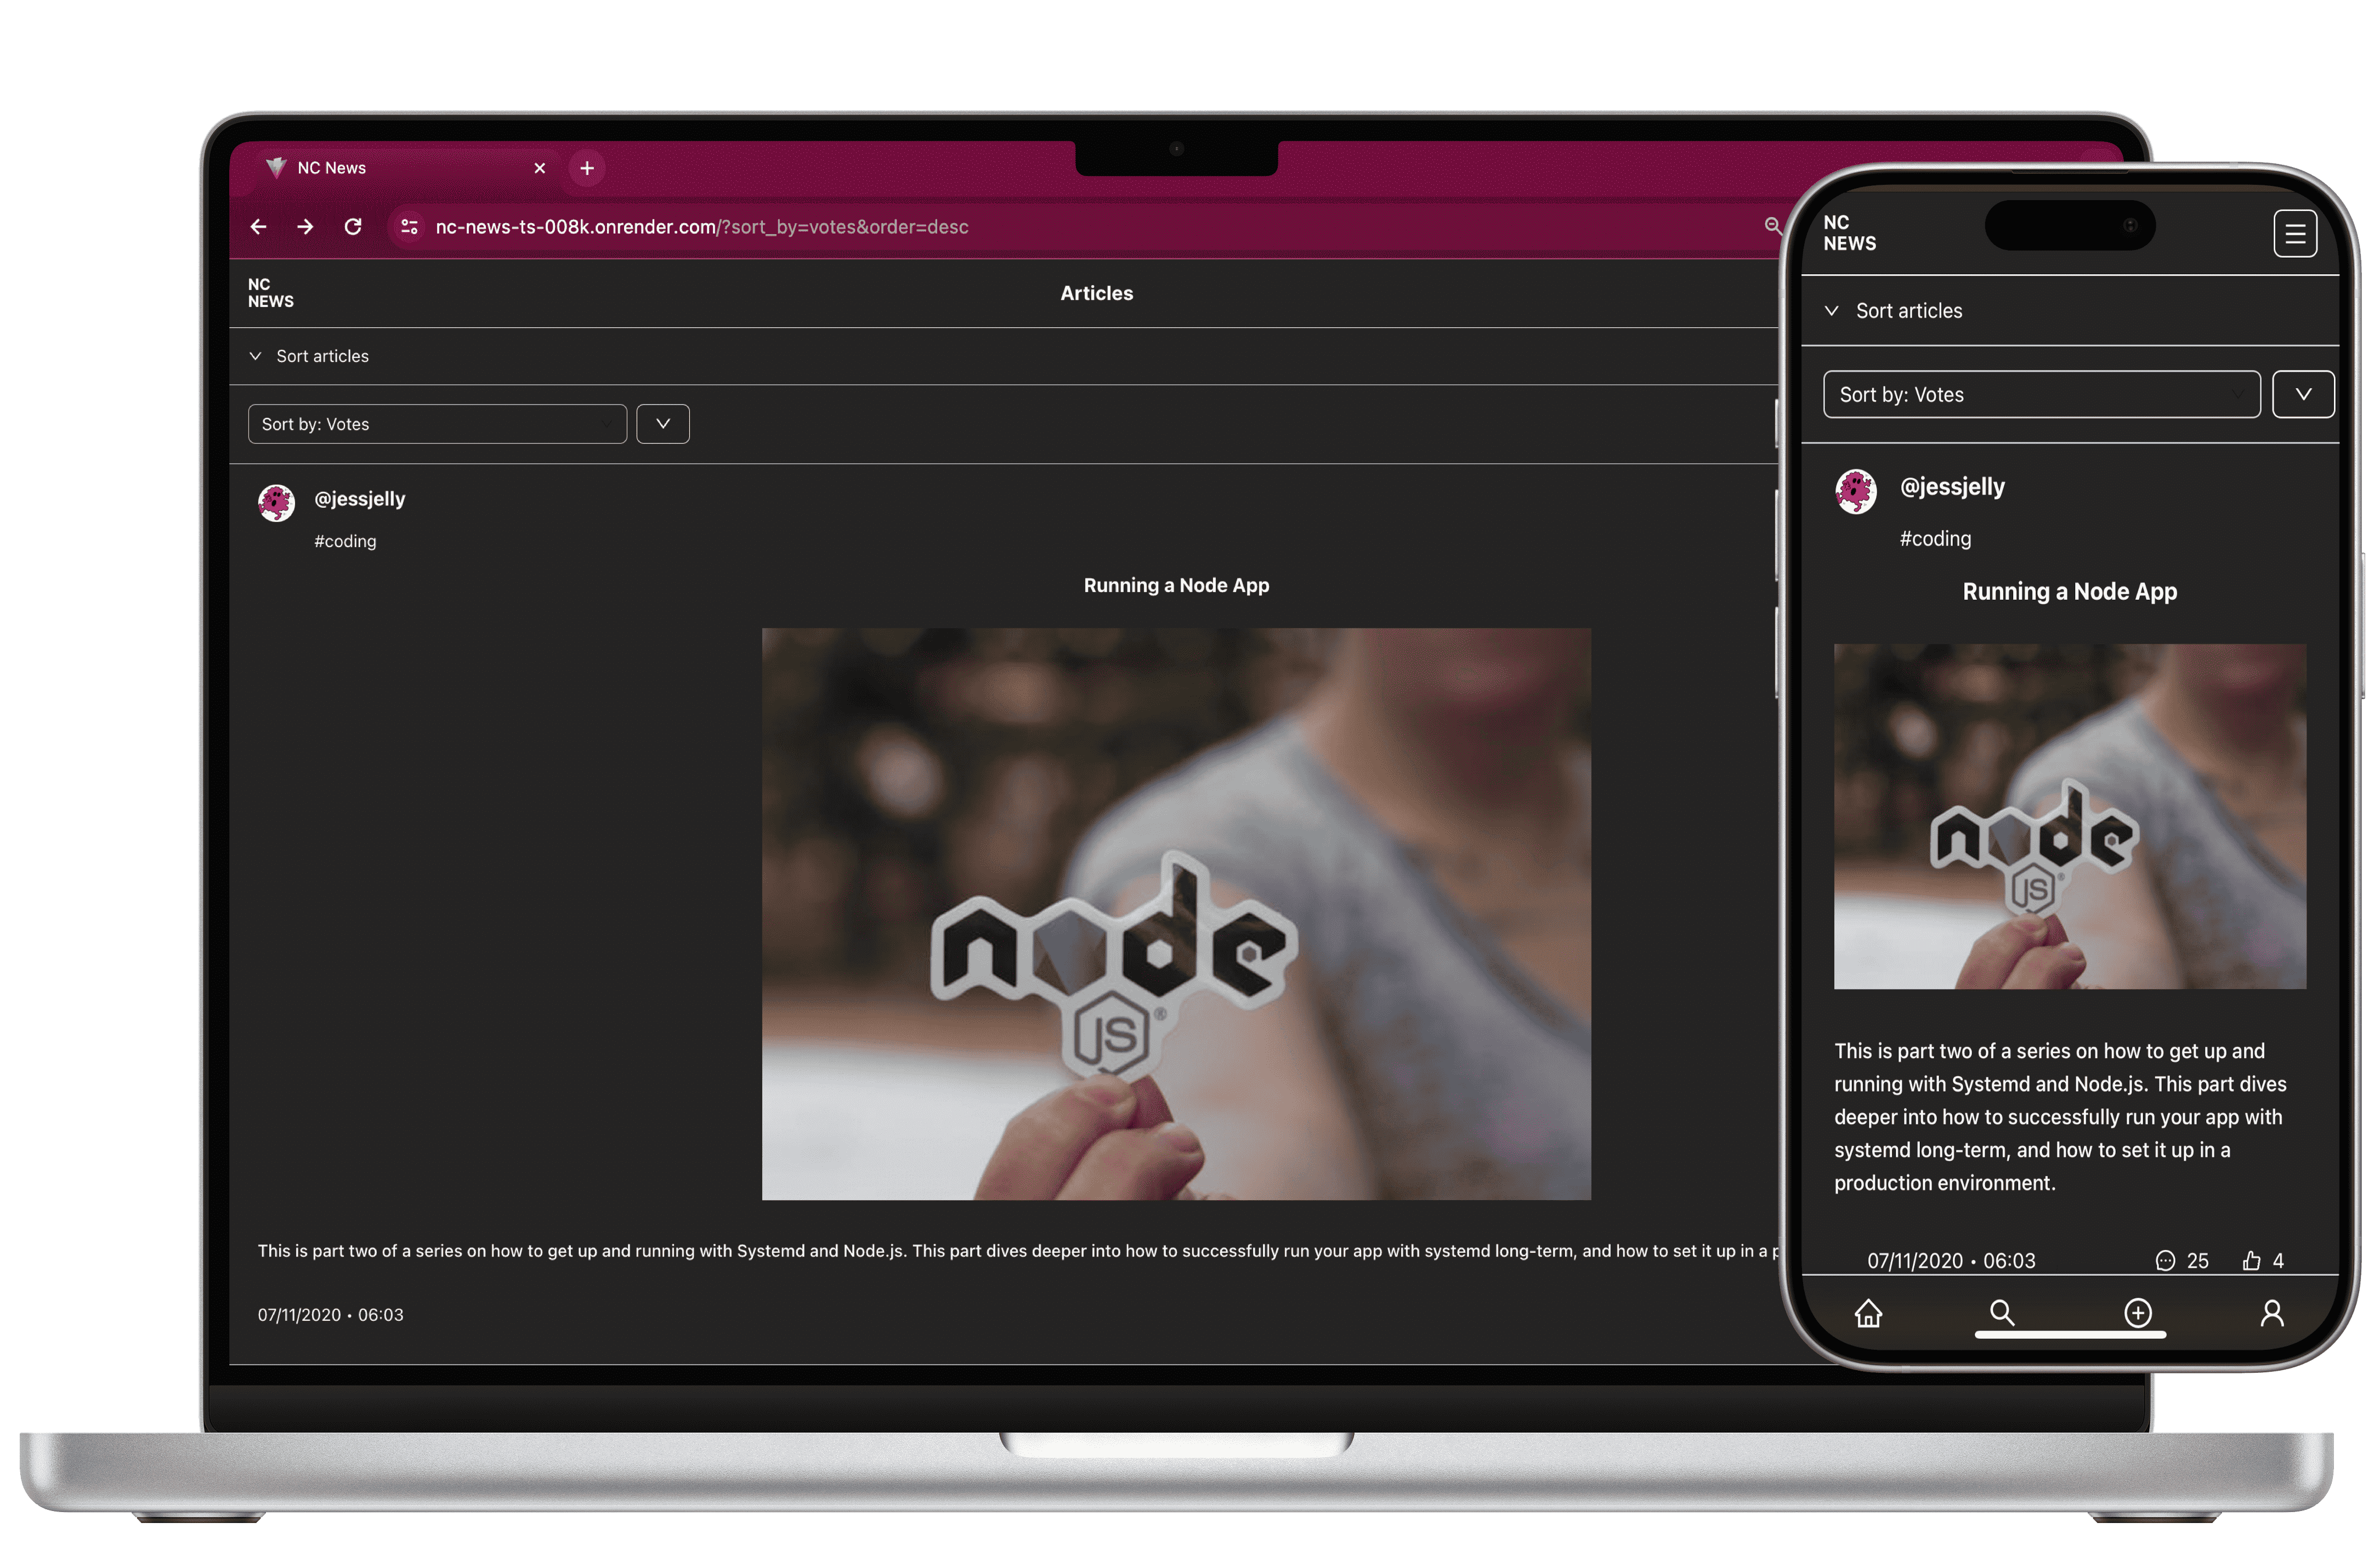 NC News
nc-news-ts-008k.onrender.com/?sort_by=votes&order=desc
NC
NEWS
Articles
Sort articles
Sort by: Votes
@jessjelly
#coding
Running a Node App
node
JS®
This is part two of a series on how to get up and running with Systemd and Node.js. This part dives deeper into how to successfully run your app with systemd long-term, and how to set it up in a p
07/11/2020 • 06:03
NC
NEWS
Sort articles
Sort by: Votes
@jessjelly
#coding
Running a Node App
node
JS®
This is part two of a series on how to get up and
running with Systemd and Node.js. This part dives
deeper into how to successfully run your app with
systemd long-term, and how to set it up in a
production environment.
07/11/2020 • 06:03 25 4